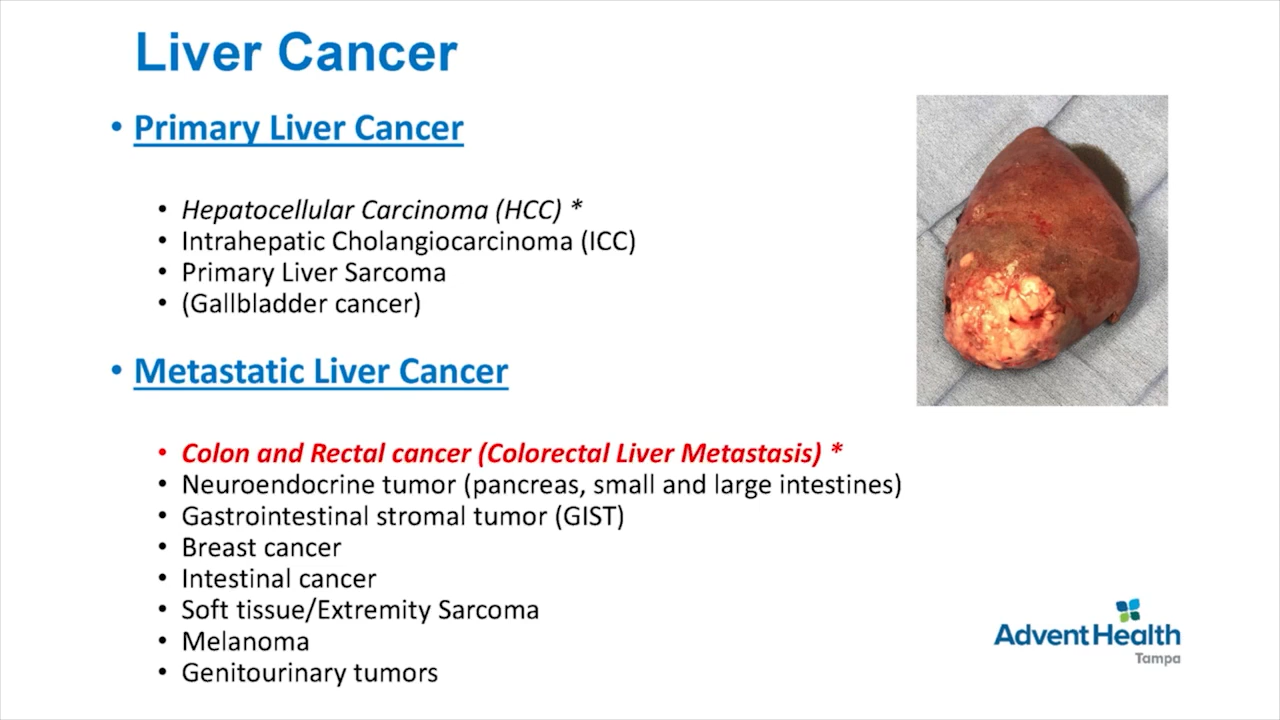 Liver Cancer
• Primary Liver Cancer
• Hepatocellular Carcinoma (HCC) *
• Intrahepatic Cholangiocarcinoma (ICC)
• Primary Liver Sarcoma
• (Gallbladder cancer)
• Metastatic Liver Cancer
• Colon and Rectal cancer (Colorectal Liver Metastasis) *
• Neuroendocrine tumor (pancreas, small and large intestines)
• Gastrointestinal stromal tumor (GIST)
• Breast cancer
• Intestinal cancer
• Soft tissue/Extremity Sarcoma
• Melanoma
• Genitourinary tumors
AdventHealth
Tampa